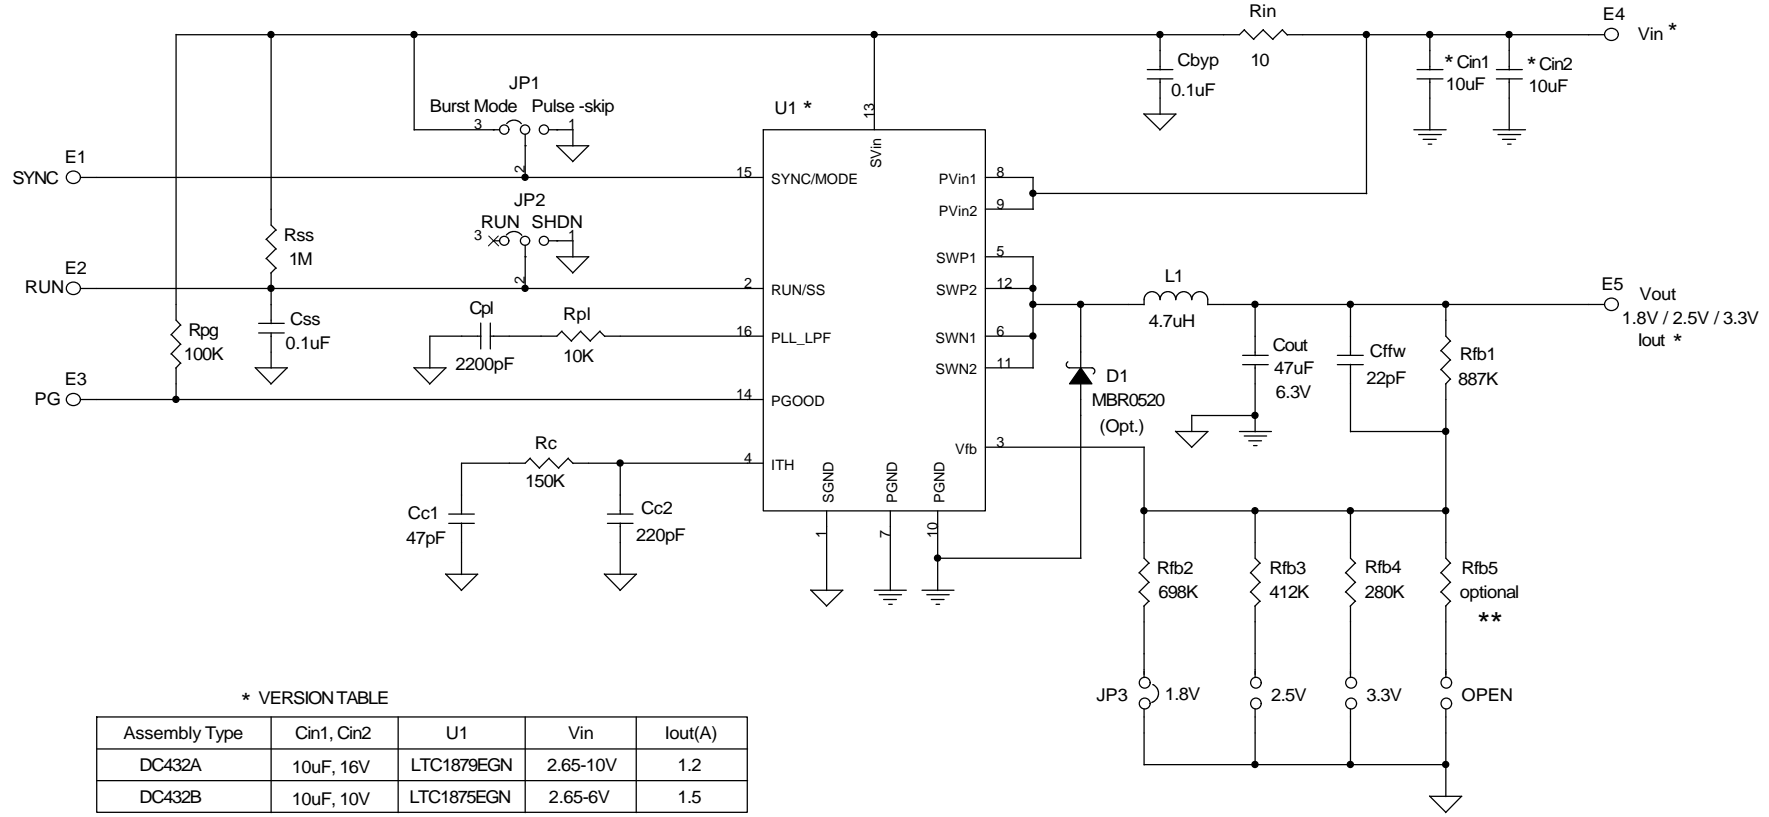 E4
Vin *
Rin
10
Cbyp
0.1uF
* Cin1
10uF
* Cin2
10uF
JP1
Burst Mode Pulse -skip
3
1
2
U1 *
13
SVin
E1
SYNC
15
SYNC/MODE
PVin1
8
PVin2
9
JP2
RUN SHDN
3
1
2
Rss
1M
SWP1
5
E2
RUN
2
RUN/SS
SWP2
12
L1
4.7uH
E5
Vout
1.8V / 2.5V / 3.3V
Iout *
Css
0.1uF
Rpg
100K
Cpl
2200pF
Rpl
10K
16
PLL_LPF
SWN1
6
SWN2
11
Cout
47uF
6.3V
Cffw
22pF
Rfb1
887K
D1
MBR0520
(Opt.)
E3
PG
14
PGOOD
Vfb
3
Rc
150K
4
ITH
SGND
PGND
PGND
1
7
10
Cc1
47pF
Cc2
220pF
Rfb2
698K
Rfb3
412K
Rfb4
280K
Rfb5
optional
**
JP3
1.8V
2.5V
3.3V
OPEN
* VERSION TABLE
Assembly Type Cin1, Cin2 U1 Vin Iout(A)
DC432A 10uF, 16V LTC1879EGN 2.65-10V 1.2
DC432B 10uF, 10V LTC1875EGN 2.65-6V 1.5